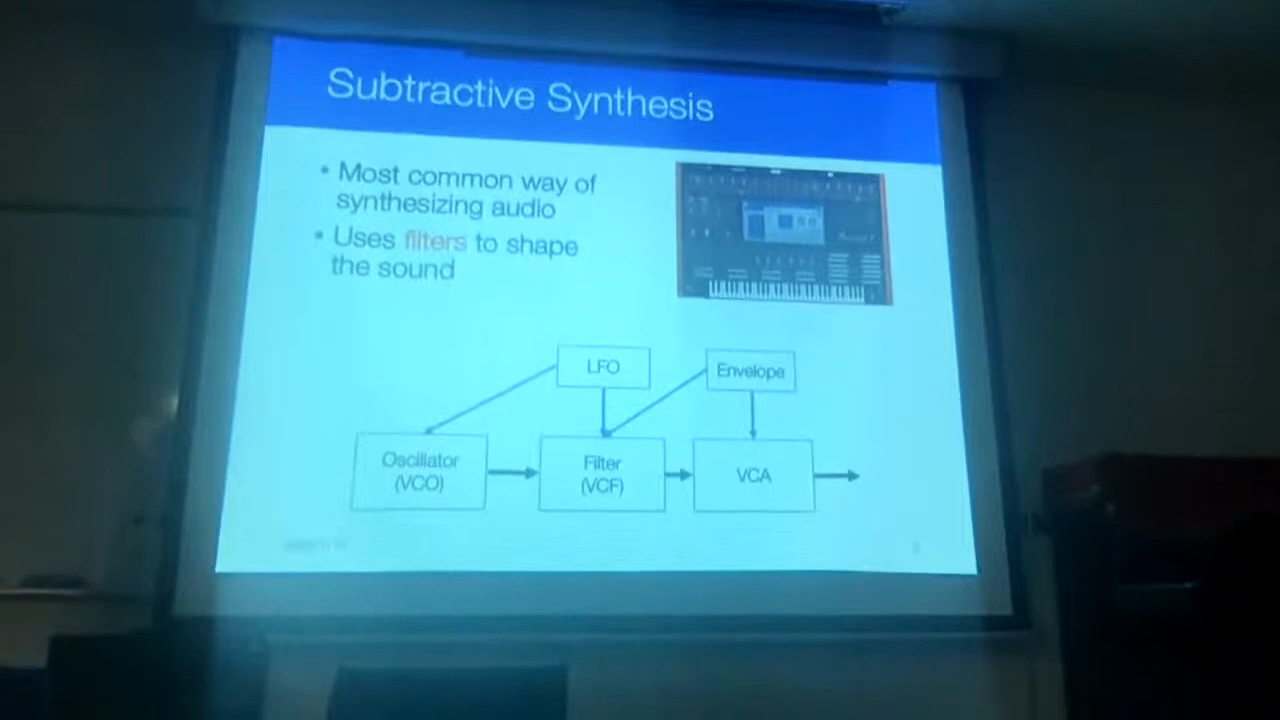 Subtractive Synthesis
• Most common way of
synthesizing audio
• Uses filters to shape
the sound
LFO
Envelope
Oscillator
(VCO)
Filter
(VCF)
VCA